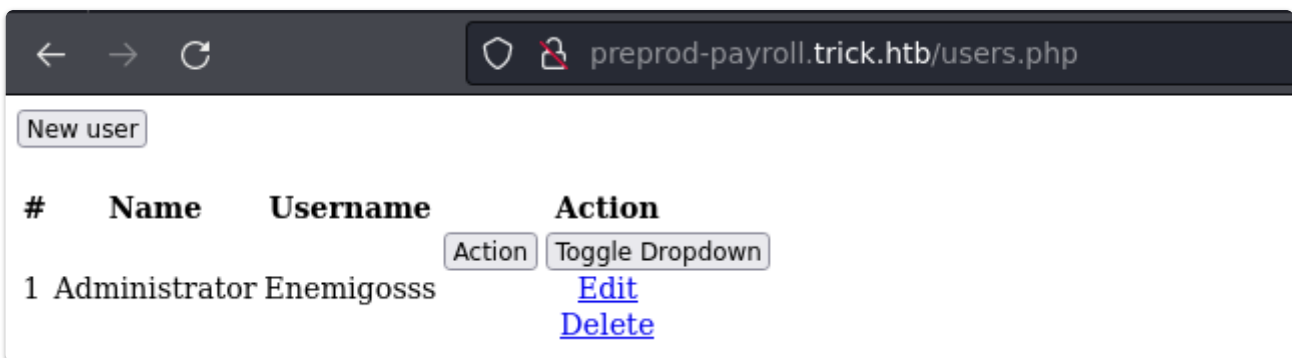 preprod-payroll.trick.htb/users.php
New user
# Name Username Action
Action Toggle Dropdown
1 Administrator Enemigosss Edit
Delete